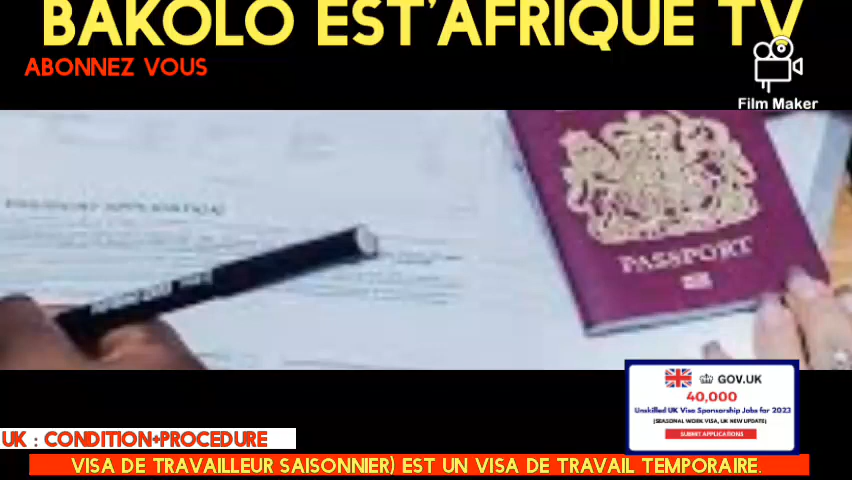 BAKOLO EST'AFRIQUE TV
ABONNEZ VOUS
Film Maker
PASSPORT
GOV.UK
40,000
Unskilled UK Visa Sponsorship Jobs for 2023
(SEASONAL WORK VISA, UK NEW UPDATE)
SUBMIT APPLICATIONS
UK : CONDITION+PROCEDURE
VISA DE TRAVAILLEUR SAISONNIER) EST UN VISA DE TRAVAIL TEMPORAIRE.